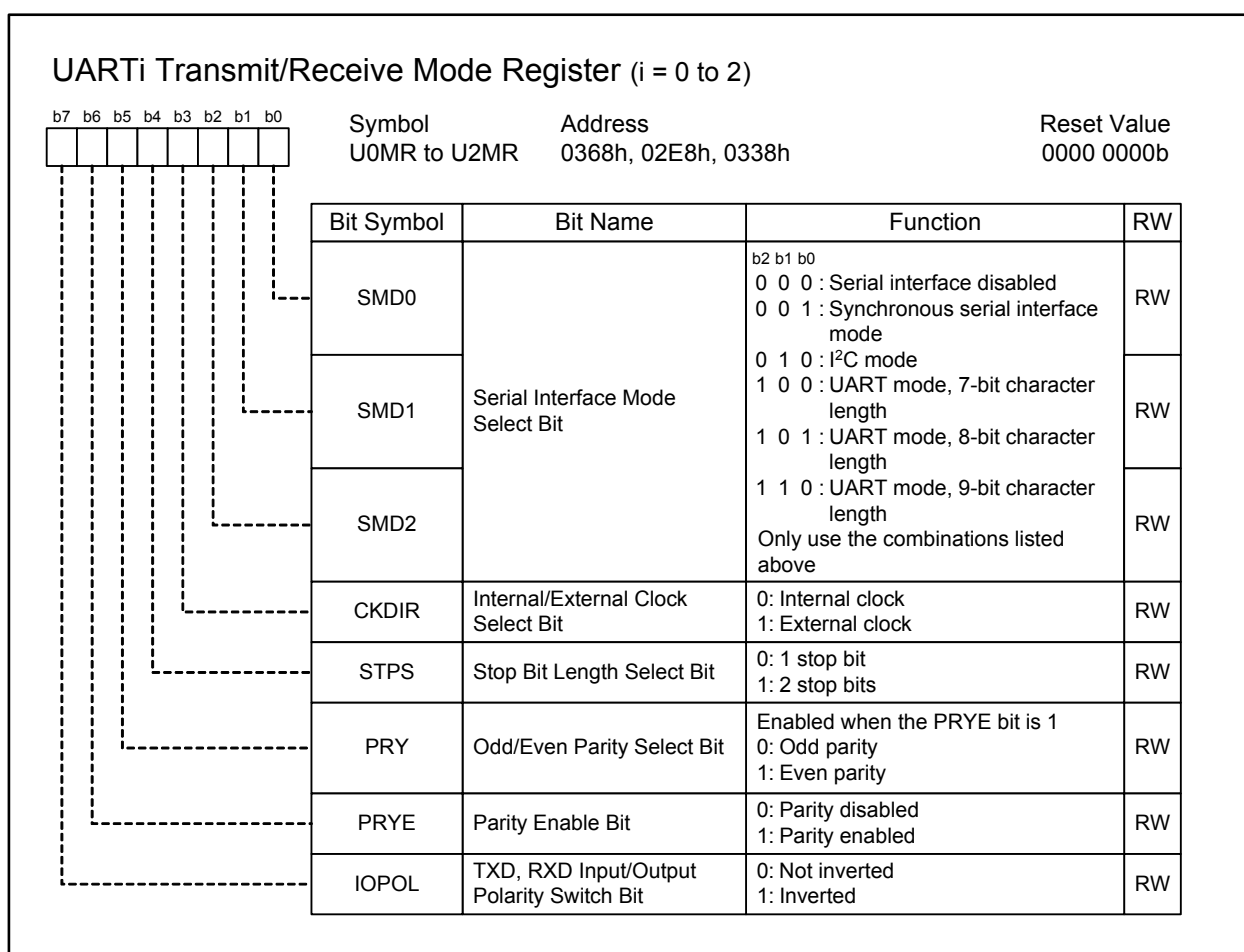 UARTi Transmit/Receive Mode Register (i = 0 to 2)
b7 b6 b5 b4 b3 b2 b1 b0
Symbol Address Reset Value
U0MR to U2MR 0368h, 02E8h, 0338h 0000 0000b
Bit Symbol Bit Name Function RW
SMD0
SMD1
SMD2
Serial Interface Mode
Select Bit
b2 b1 b0
0 0 0 : Serial interface disabled
0 0 1 : Synchronous serial interface
mode
0 1 0 : I²C mode
1 0 0 : UART mode, 7-bit character
length
1 0 1 : UART mode, 8-bit character
length
1 1 0 : UART mode, 9-bit character
length
Only use the combinations listed
above
RW
RW
RW
CKDIR
Internal/External Clock
Select Bit
0: Internal clock
1: External clock
RW
STPS
Stop Bit Length Select Bit
0: 1 stop bit
1: 2 stop bits
RW
PRY
Odd/Even Parity Select Bit
Enabled when the PRYE bit is 1
0: Odd parity
1: Even parity
RW
PRYE
Parity Enable Bit
0: Parity disabled
1: Parity enabled
RW
IOPOL
TXD, RXD Input/Output
Polarity Switch Bit
0: Not inverted
1: Inverted
RW